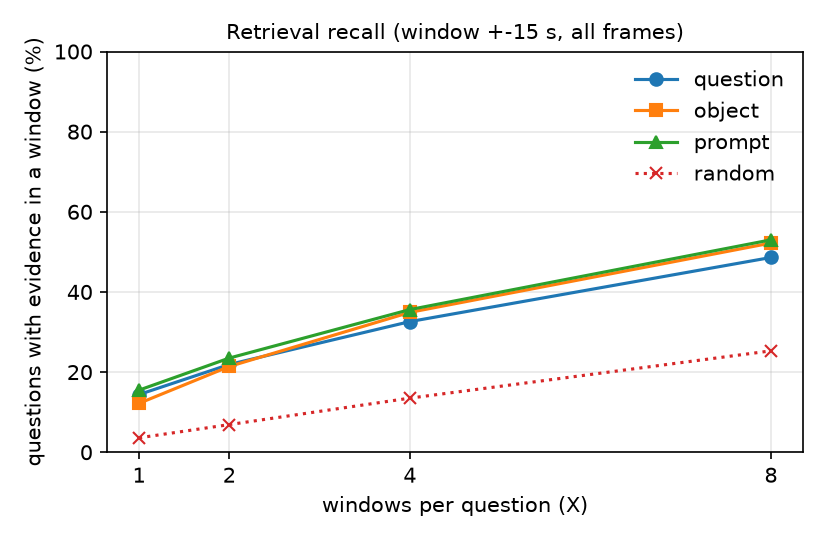 Retrieval recall (window +-15 s, all frames)
questions with evidence in a window (%)
100
80
60
40
20
0
question
object
prompt
random
1 2 4 8
windows per question (X)